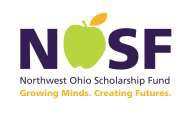 NOSF
Northwest Ohio Scholarship Fund
Growing Minds. Creating Futures.